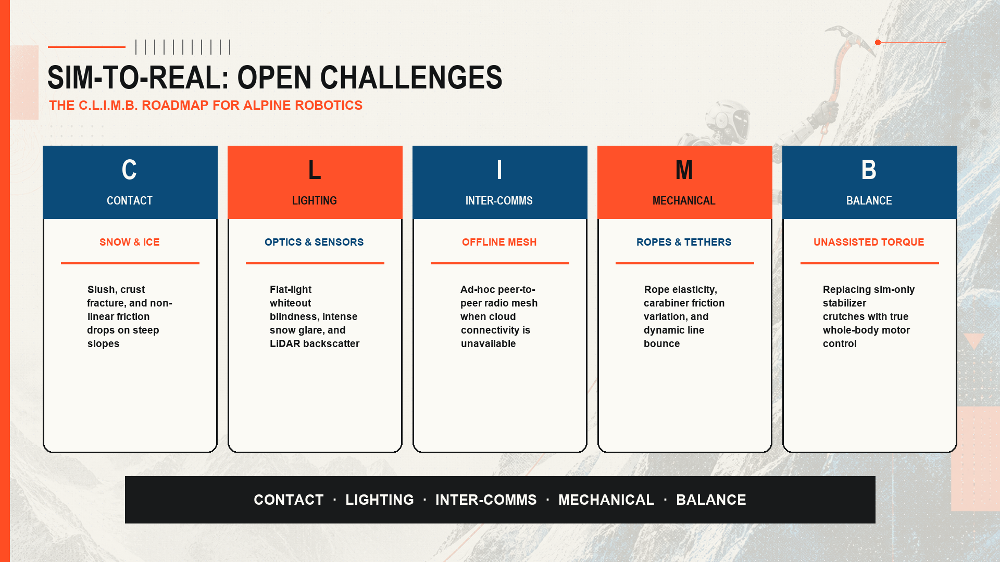 SIM-TO-REAL: OPEN CHALLENGES
THE C.L.I.M.B. ROADMAP FOR ALPINE ROBOTICS
C
CONTACT
SNOW & ICE
Slush, crust
fracture, and non-
linear friction
drops on steep
slopes
L
LIGHTING
OPTICS & SENSORS
Flat-light
whiteout
blindness, intense
snow glare, and
LiDAR backscatter
I
INTER-COMMS
OFFLINE MESH
Ad-hoc peer-to-
peer radio mesh
when cloud
connectivity is
unavailable
M
MECHANICAL
ROPES & TETHERS
Rope elasticity,
carabiner friction
variation, and
dynamic line
bounce
B
BALANCE
UNASSISTED TORQUE
Replacing sim-only
stabilizer
crutches with true
whole-body motor
control
CONTACT · LIGHTING · INTER-COMMS · MECHANICAL · BALANCE